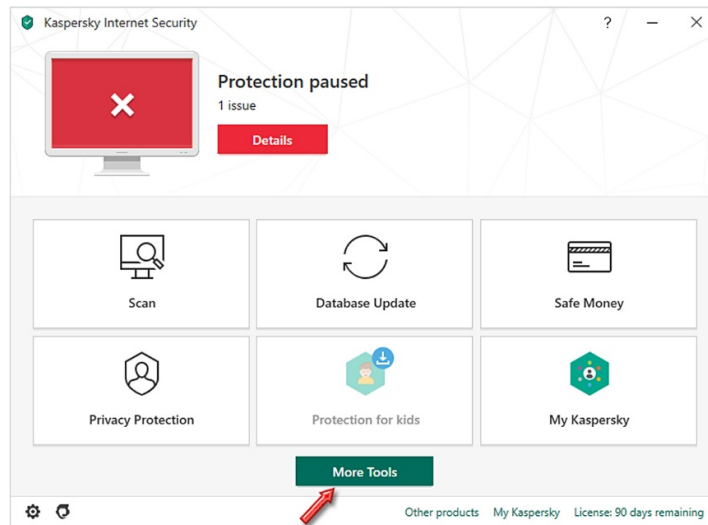 Kaspersky Internet Security
?
Protection paused
1 issue
Details
Scan
Database Update
Safe Money
Privacy Protection
Protection for kids
My Kaspersky
More Tools
Other products My Kaspersky License: 90 days remaining